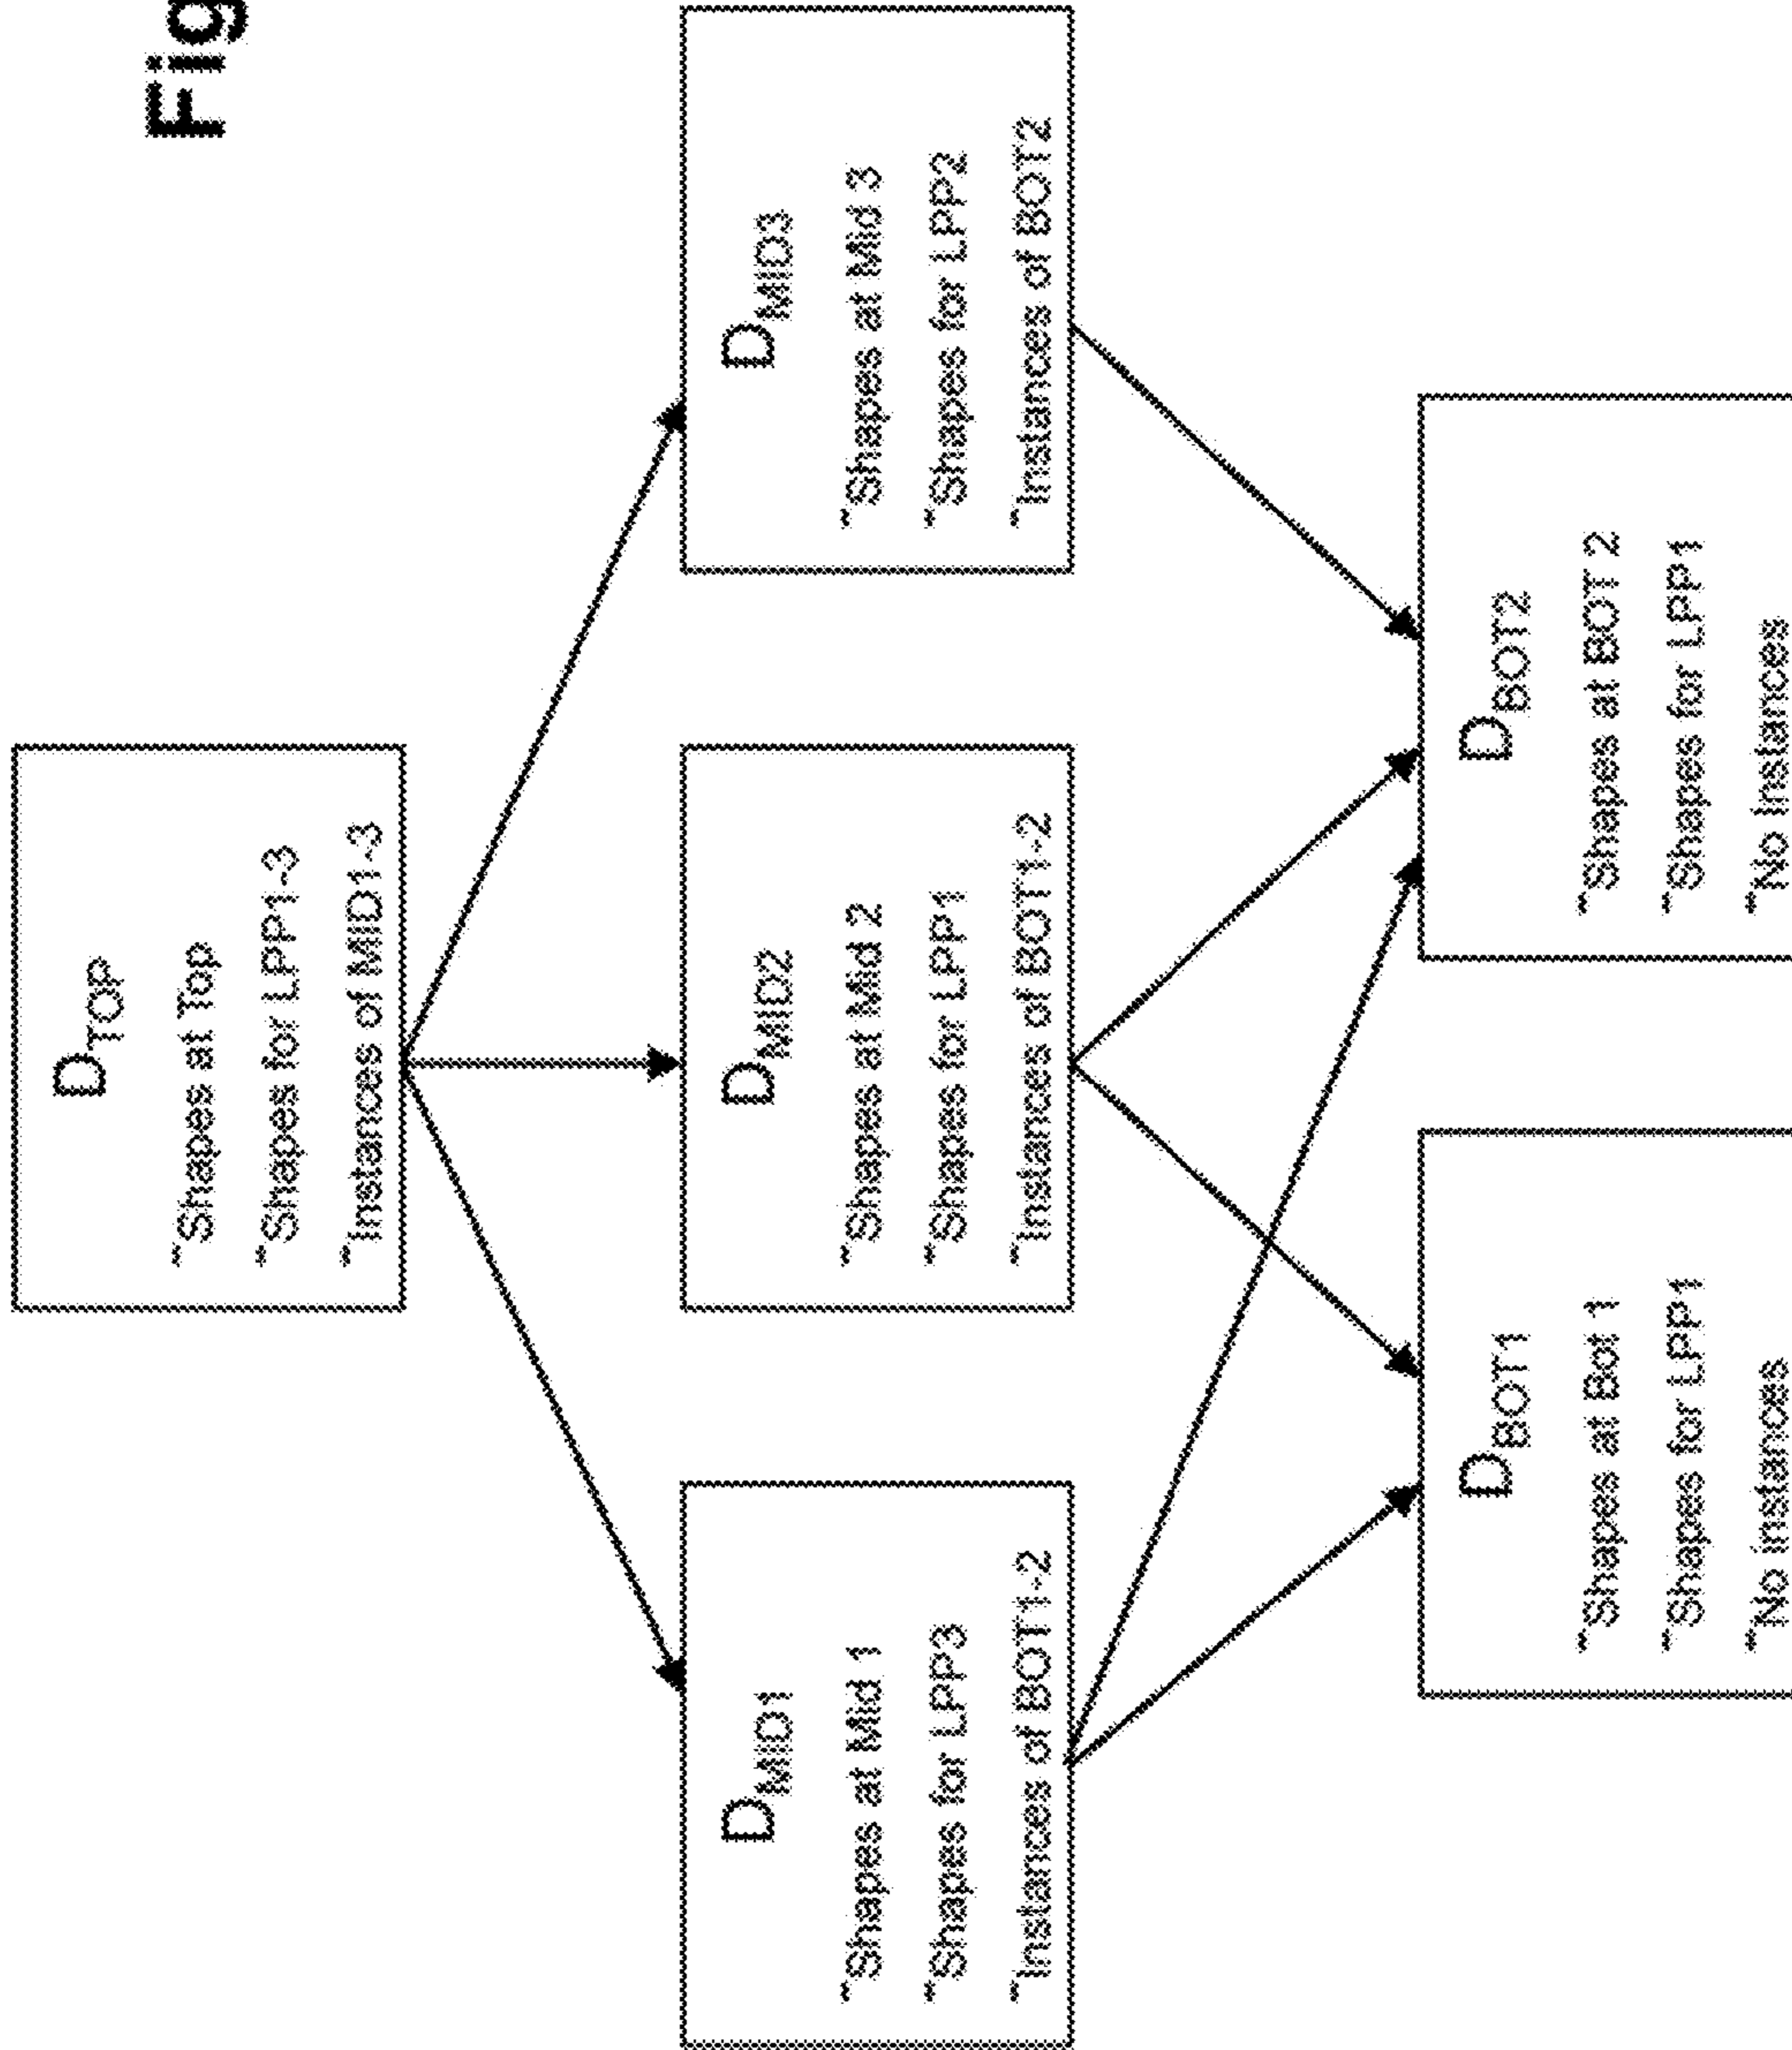 Fig
D_TOP
~Shapes at Top
~Shapes for LPP1-3
~Instances of MID1-3
D_MID1
~Shapes at Mid 1
~Shapes for LPP3
~Instances of BOT1-2
D_MID2
~Shapes at Mid 2
~Shapes for LPP1
~Instances of BOT1-2
D_MID3
~Shapes at Mid 3
~Shapes for LPP2
~Instances of BOT2
D_BOT1
~Shapes at Bot 1
~Shapes for LPP1
~No instances
D_BOT2
~Shapes at BOT 2
~Shapes for LPP1
~No Instances